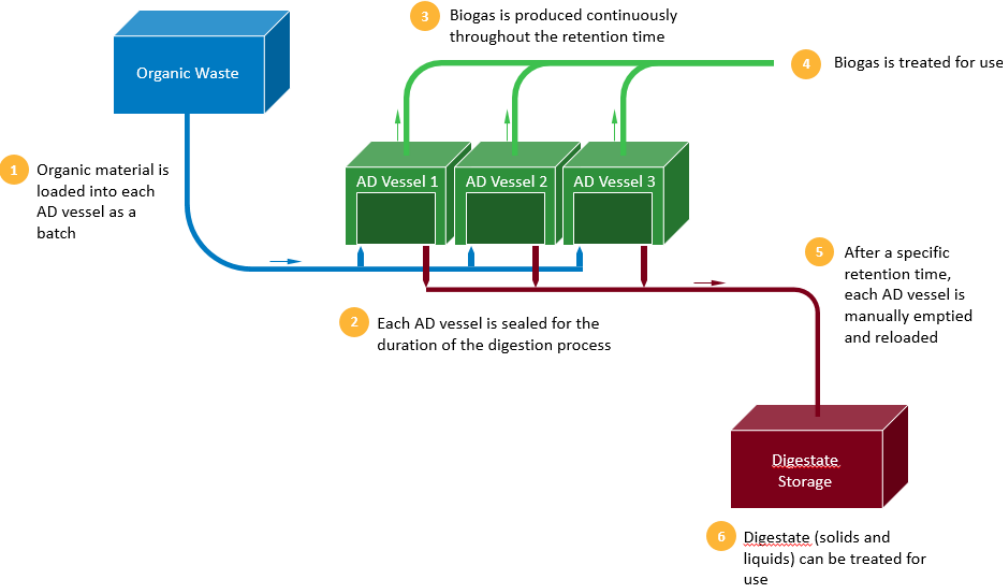 3
Biogas is produced continuously
throughout the retention time
Organic Waste
4
Biogas is treated for use
1
Organic material is
loaded into each
AD vessel as a
batch
AD Vessel 1
AD Vessel 2
AD Vessel 3
2
Each AD vessel is sealed for the
duration of the digestion process
5
After a specific
retention time,
each AD vessel is
manually emptied
and reloaded
Digestate
Storage
6
Digestate (solids and
liquids) can be treated for
use